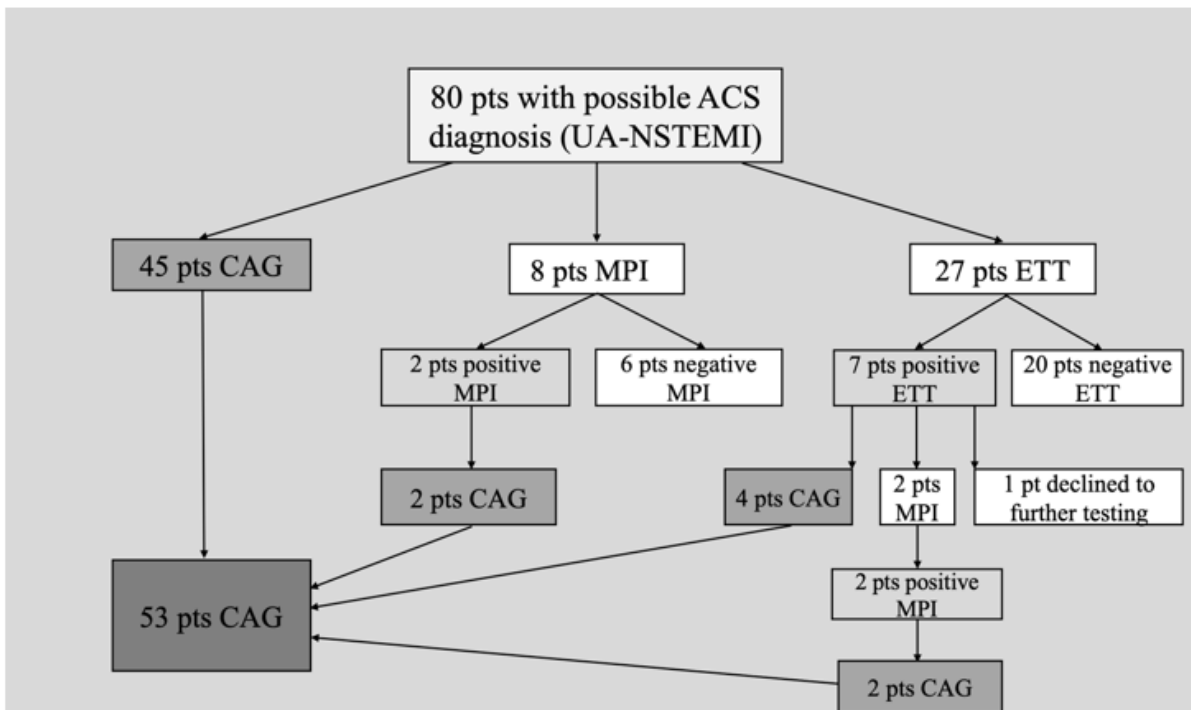 80 pts with possible ACS
diagnosis (UA-NSTEMI)
45 pts CAG
8 pts MPI
27 pts ETT
2 pts positive
MPI
6 pts negative
MPI
7 pts positive
ETT
20 pts negative
ETT
2 pts CAG
4 pts CAG
2 pts
MPI
1 pt declined to
further testing
53 pts CAG
2 pts positive
MPI
2 pts CAG